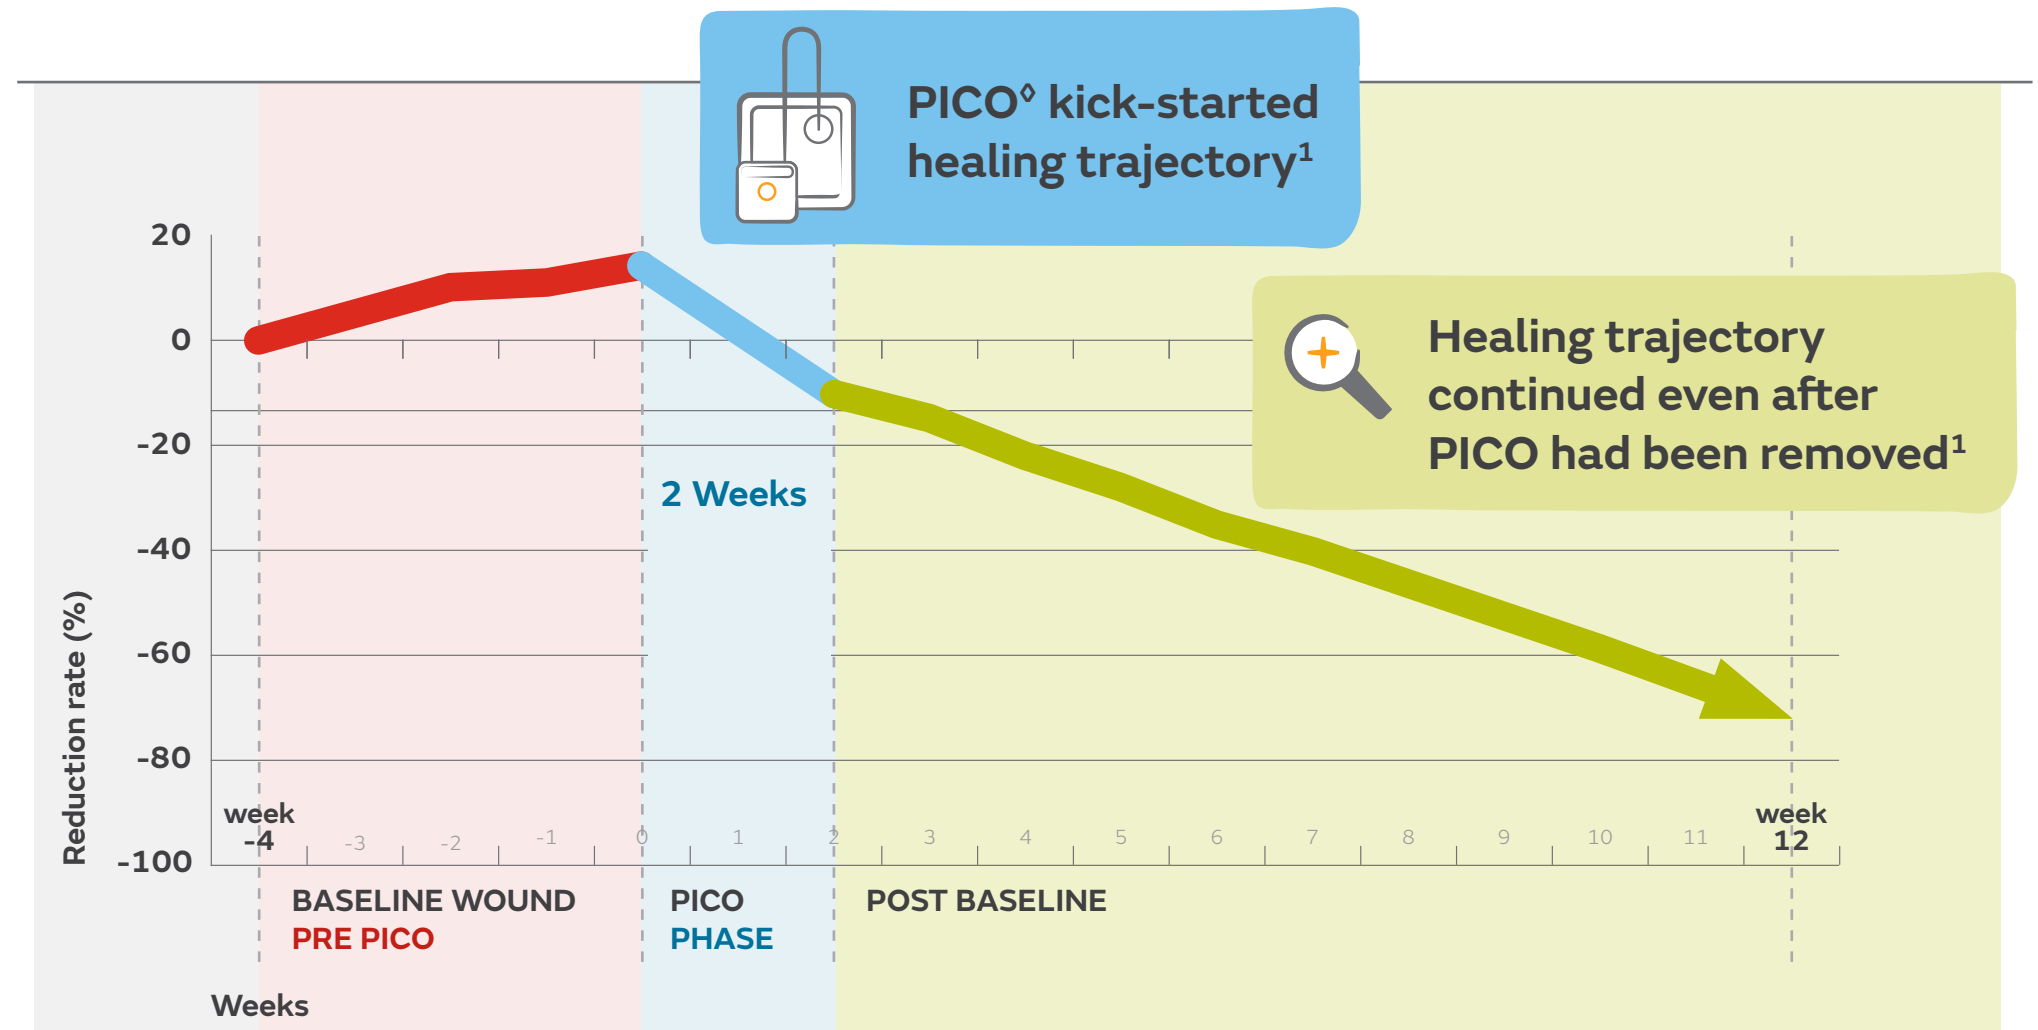 PICO◊ kick-started
healing trajectory¹
Healing trajectory
continued even after
PICO had been removed¹
20
0
-20
-40
-60
-80
-100
Reduction rate (%)
2 Weeks
week
-4
-3
-2
-1
0
1
2
3
4
5
6
7
8
9
10
11
week
12
BASELINE WOUND
PRE PICO
PICO
PHASE
POST BASELINE
Weeks